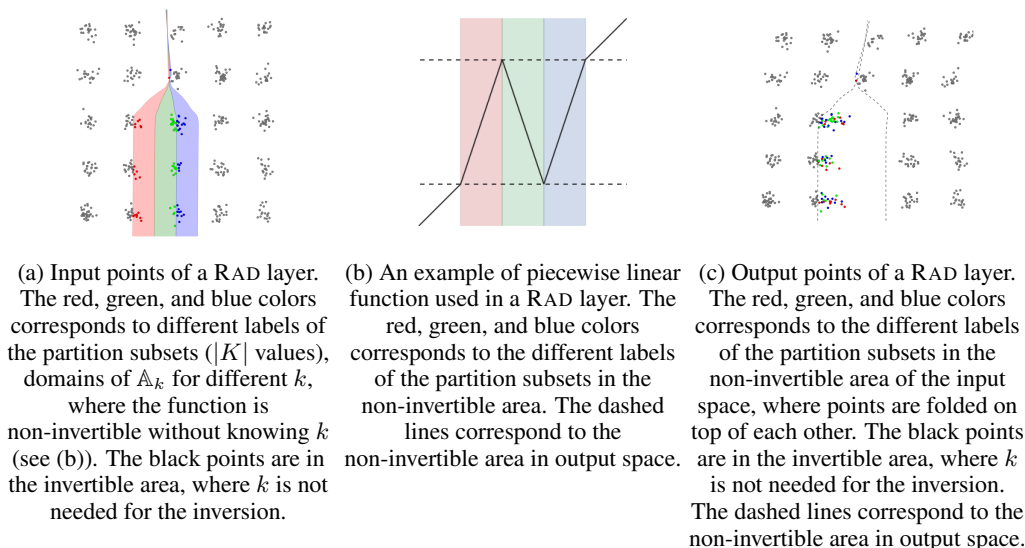 (a) Input points of a RAD layer.
The red, green, and blue colors
corresponds to different labels of
the partition subsets (|K| values),
domains of 𝔸ₖ for different k,
where the function is
non-invertible without knowing k
(see (b)). The black points are in
the invertible area, where k is not
needed for the inversion.
(b) An example of piecewise linear
function used in a RAD layer. The
red, green, and blue colors
corresponds to the different labels
of the partition subsets in the
non-invertible area. The dashed
lines correspond to the
non-invertible area in output space.
(c) Output points of a RAD layer.
The red, green, and blue colors
corresponds to the different labels
of the partition subsets in the
non-invertible area of the input
space, where points are folded on
top of each other. The black points
are in the invertible area, where k
is not needed for the inversion.
The dashed lines correspond to the
non-invertible area in output space.